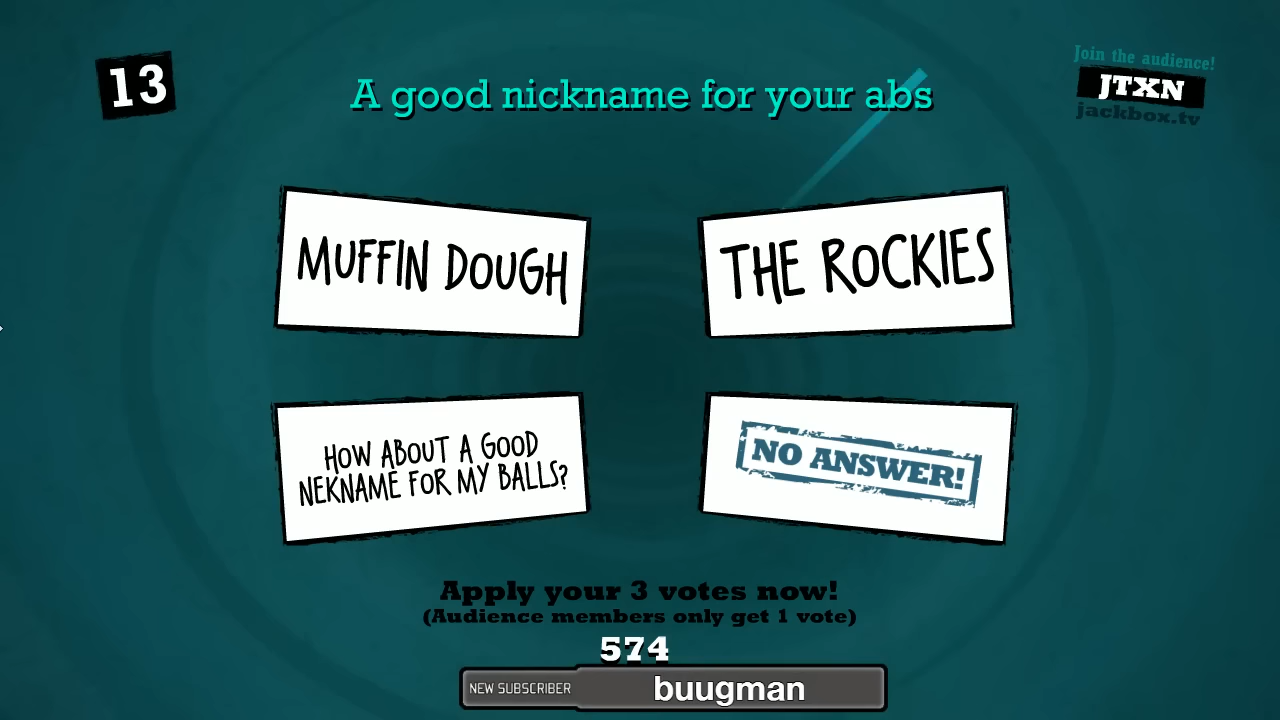 13
A good nickname for your abs
Join the audience!
JTXN
jackbox.tv
MUFFIN DOUGH
THE ROCKIES
HOW ABOUT A GOOD
NEKNAME FOR MY BALLS?
NO ANSWER!
Apply your 3 votes now!
(Audience members only get 1 vote)
574
NEW SUBSCRIBER
buugman